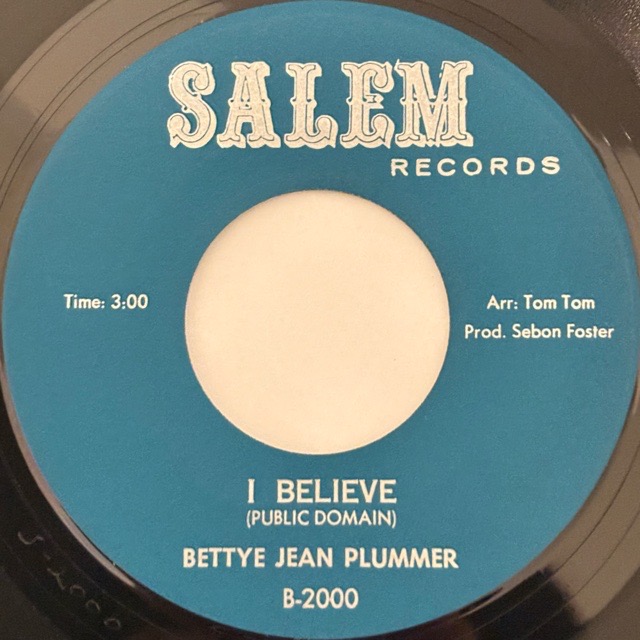 SALEM
RECORDS
Time: 3:00
Arr: Tom Tom
Prod. Sebon Foster
I BELIEVE
(PUBLIC DOMAIN)
BETTYE JEAN PLUMMER
B-2000